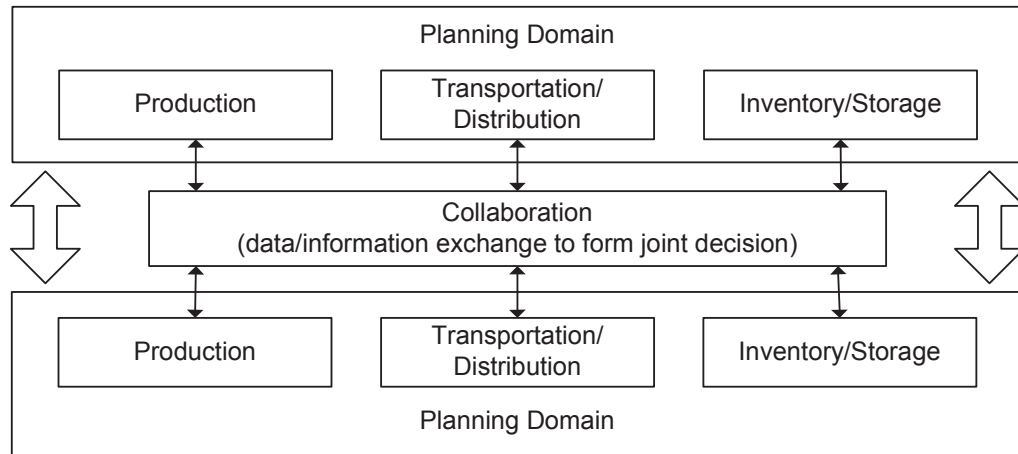 Planning Domain
Production
Transportation/
Distribution
Inventory/Storage
Collaboration
(data/information exchange to form joint decision)
Production
Transportation/
Distribution
Inventory/Storage
Planning Domain